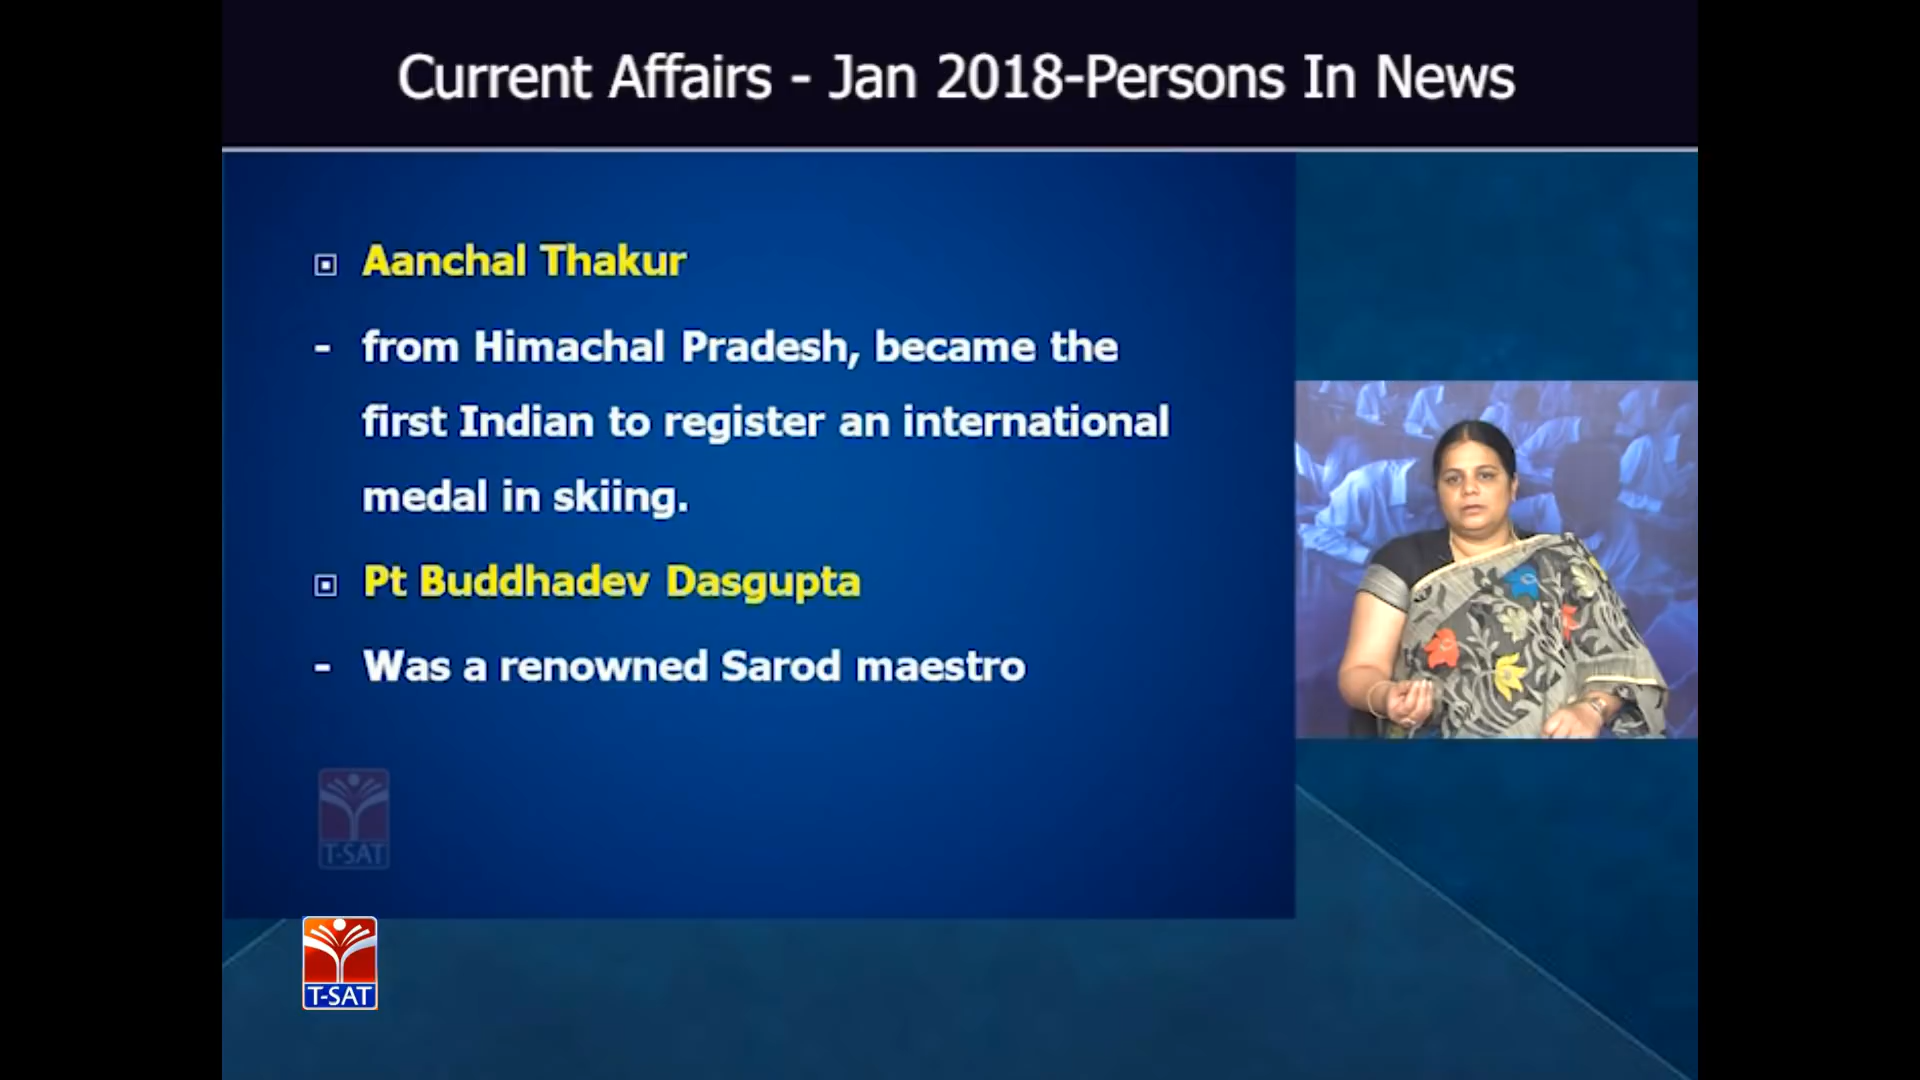 Current Affairs - Jan 2018-Persons In News
Aanchal Thakur
- from Himachal Pradesh, became the
first Indian to register an international
medal in skiing.
Pt Buddhadev Dasgupta
- Was a renowned Sarod maestro
T-SAT
T-SAT